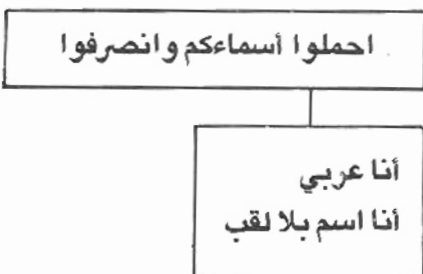 احملوا أسماءكم وانصرفوا
أنا عربي
أنا اسم بلا لقب